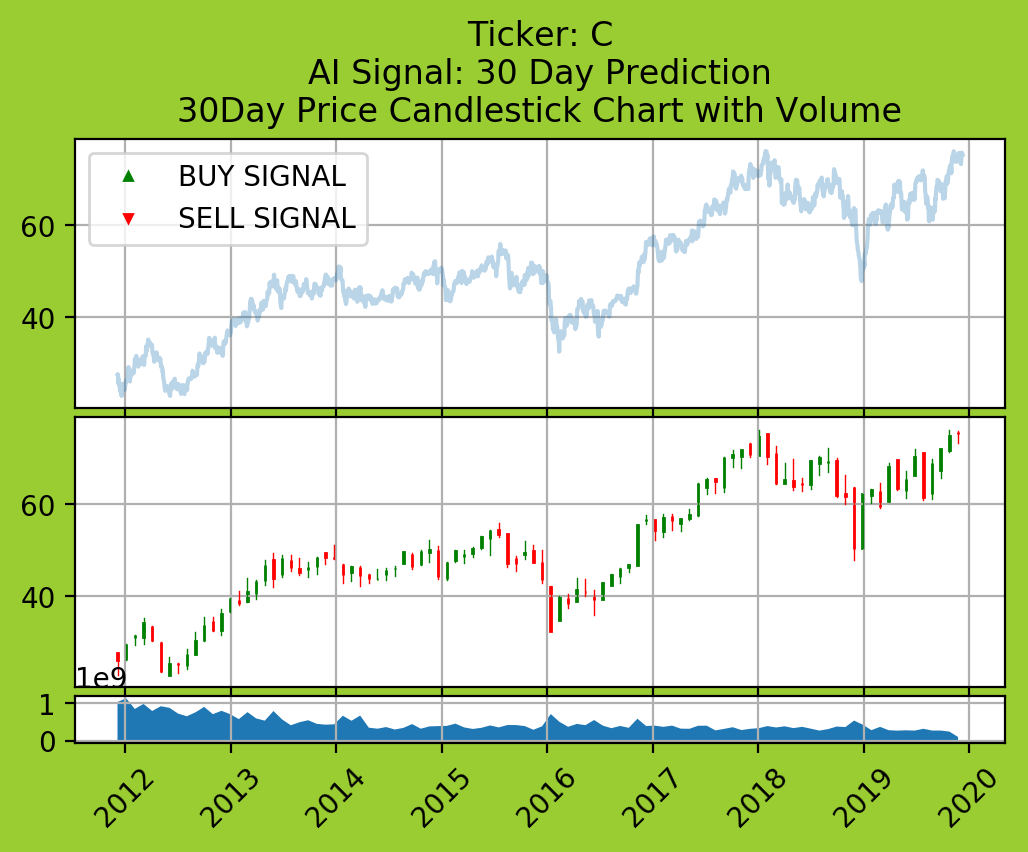 Ticker: C
AI Signal: 30 Day Prediction
30Day Price Candlestick Chart with Volume
BUY SIGNAL
SELL SIGNAL
60
40
60
40
1e9
1
0
2012 2013 2014 2015 2016 2017 2018 2019 2020